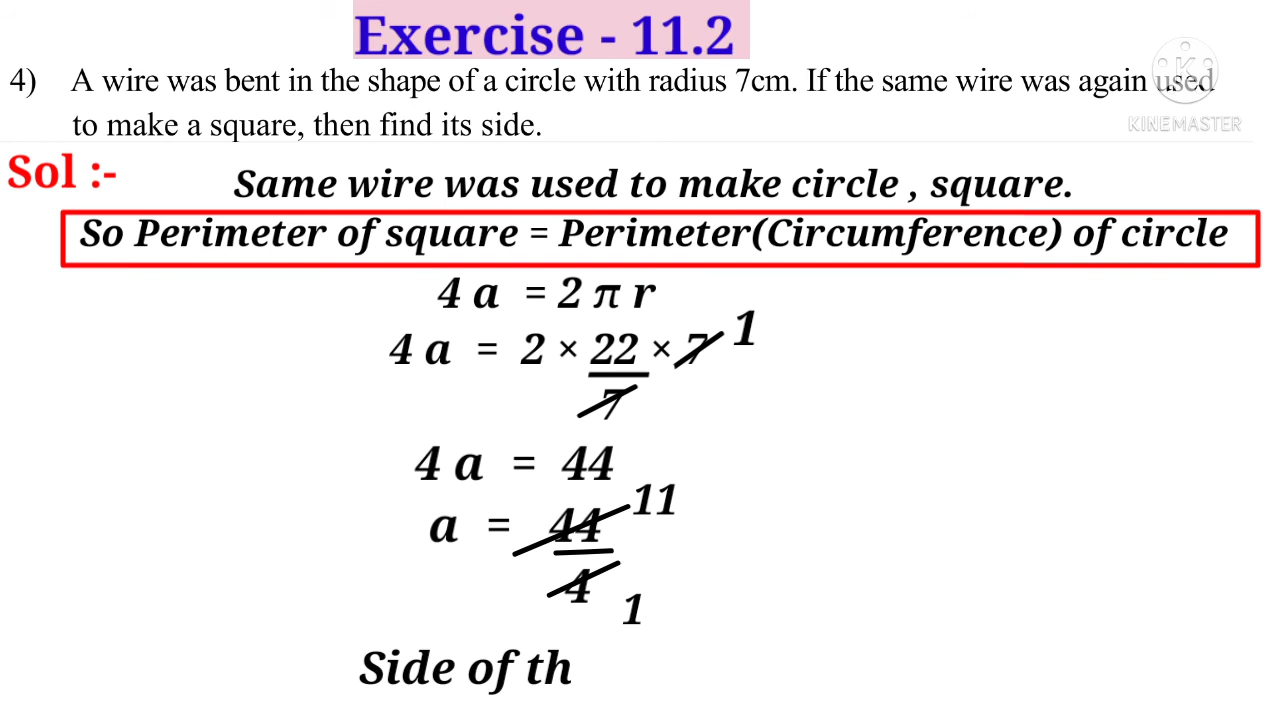 Exercise - 11.2
4) A wire was bent in the shape of a circle with radius 7cm. If the same wire was again used
to make a square, then find its side.
KINEMASTER
Sol :-
Same wire was used to make circle , square.
So Perimeter of square = Perimeter(Circumference) of circle
4 a = 2 π r
4 a = 2 × 22 × 7 1
7
4 a = 44
a = 44 11
4 1
Side of th